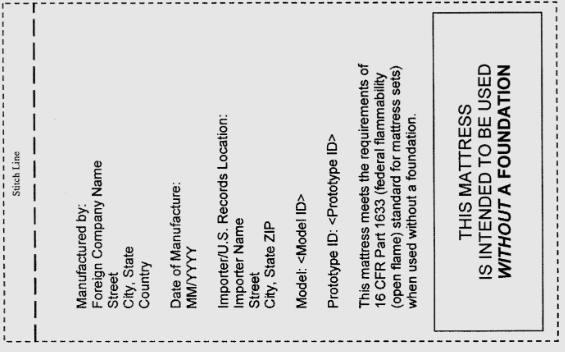 Stitch Line
Manufactured by:
Foreign Company Name
Street
City, State
Country
Date of Manufacture:
MM/YYYY
Importer/U.S. Records Location:
Importer Name
Street
City, State ZIP
Model: <Model ID>
Prototype ID: <Prototype ID>
This mattress meets the requirements of
16 CFR Part 1633 (federal flammability
(open flame) standard for mattress sets)
when used without a foundation.
THIS MATTRESS
IS INTENDED TO BE USED
WITHOUT A FOUNDATION